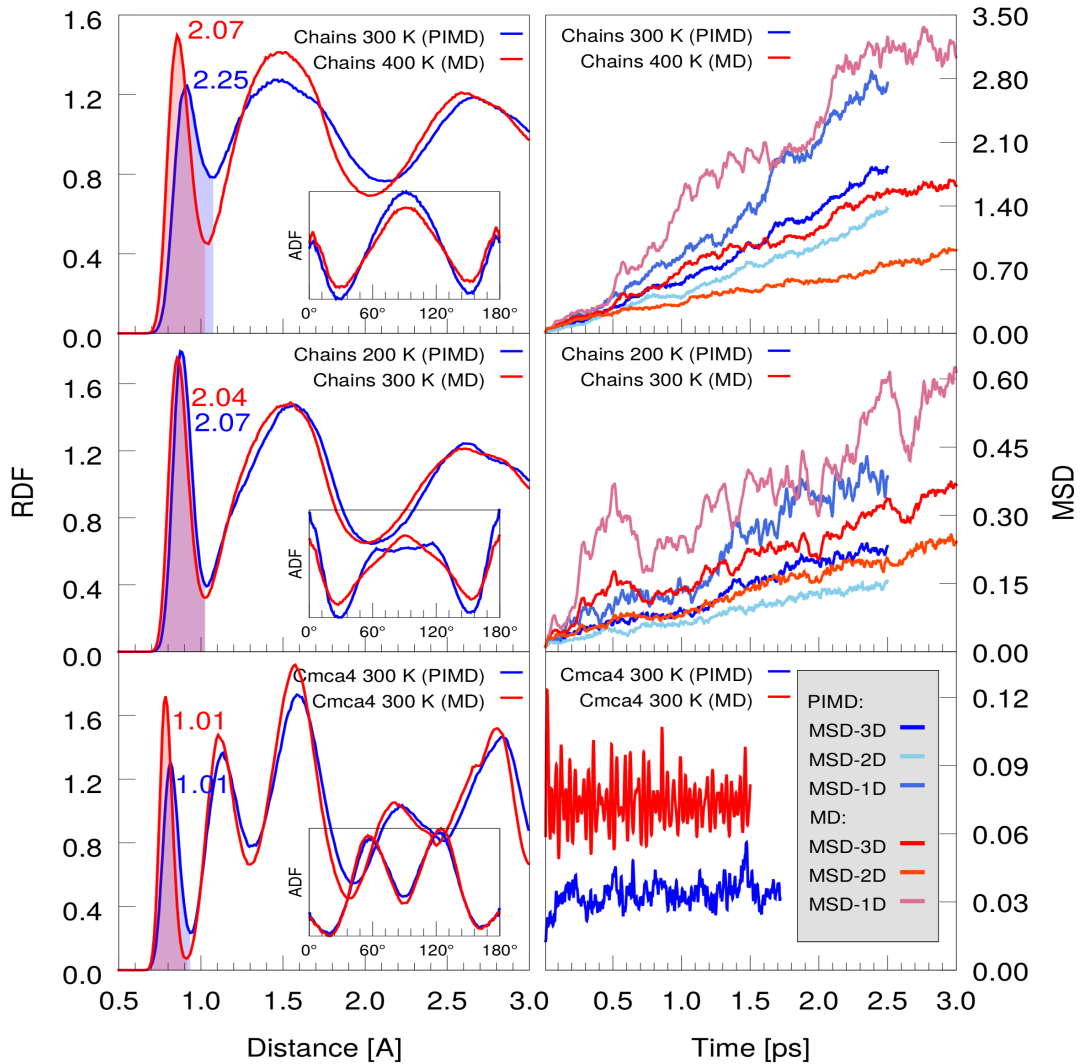 RDF
1.6
1.2
0.8
0.4
0.0
2.07
2.25
Chains 300 K (PIMD)
Chains 400 K (MD)
ADF
0° 60° 120° 180°
Chains 300 K (PIMD)
Chains 400 K (MD)
3.50
2.80
2.10
1.40
0.70
0.00
1.6
1.2
0.8
0.4
0.0
2.04
2.07
Chains 200 K (PIMD)
Chains 300 K (MD)
ADF
0° 60° 120° 180°
Chains 200 K (PIMD)
Chains 300 K (MD)
0.60
0.45
0.30
0.15
0.00
MSD
1.6
1.2
0.8
0.4
0.0
1.01
1.01
Cmca4 300 K (PIMD)
Cmca4 300 K (MD)
ADF
0° 60° 120° 180°
Cmca4 300 K (PIMD)
Cmca4 300 K (MD)
PIMD:
MSD-3D
MSD-2D
MSD-1D
MD:
MSD-3D
MSD-2D
MSD-1D
0.12
0.09
0.06
0.03
0.00
0.5 1.0 1.5 2.0 2.5 3.0
0.5 1.0 1.5 2.0 2.5 3.0
Distance [A]
Time [ps]